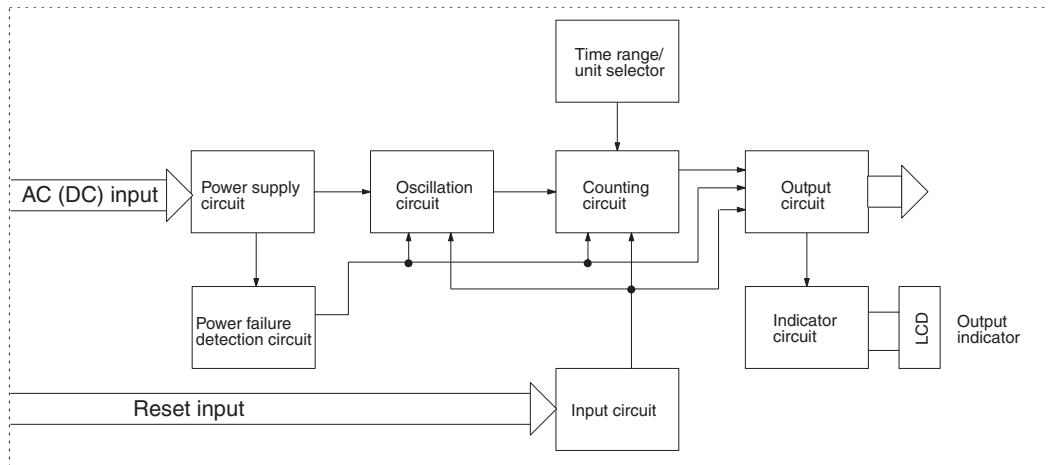 Time range/
unit selector
AC (DC) input
Power supply
circuit
Oscillation
circuit
Counting
circuit
Output
circuit
Power failure
detection circuit
Indicator
circuit
LCD
Output
indicator
Reset input
Input circuit